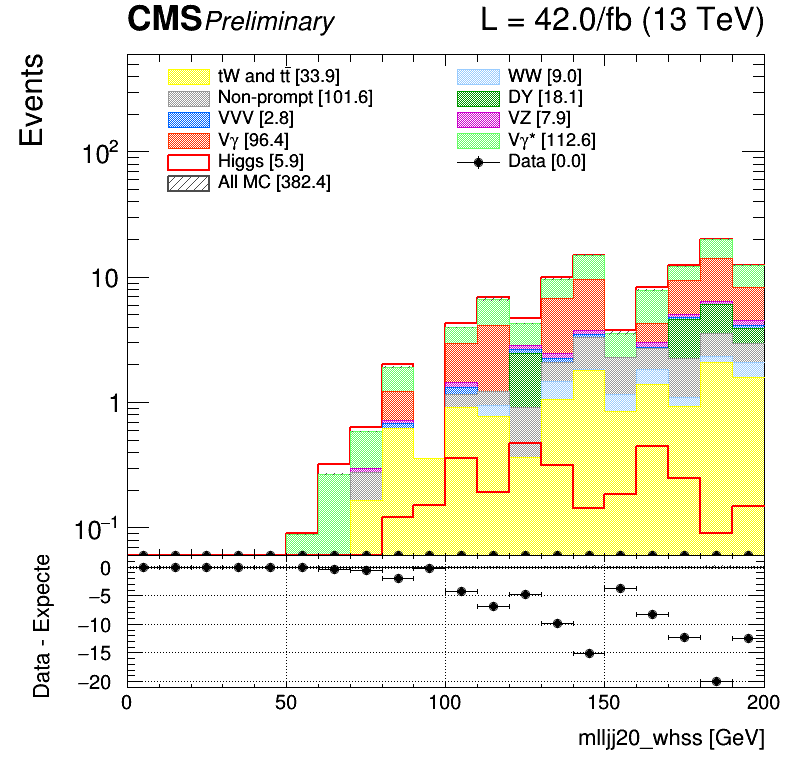 CMS Preliminary L = 42.0/fb (13 TeV)
Events
tW and tt̄ [33.9]
Non-prompt [101.6]
VVV [2.8]
Vγ [96.4]
Higgs [5.9]
All MC [382.4]
WW [9.0]
DY [18.1]
VZ [7.9]
Vγ* [112.6]
Data [0.0]
10²
10
1
10⁻¹
Data - Expecte
0
−5
−10
−15
−20
0 50 100 150 200
mlljj20_whss [GeV]